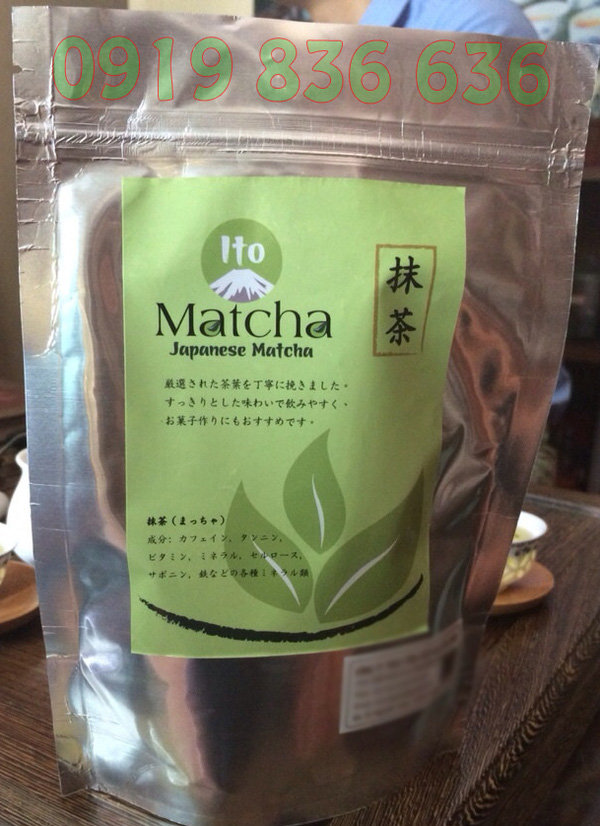 0919 836 636
Ito
Matcha
Japanese Matcha
抹茶
厳選された茶葉を丁寧に挽きました。
すっきりとした味わいで飲みやすく、
お菓子作りにもおすすめです。
抹茶（まっちゃ）
成分: カフェイン, タンニン,
ビタミン, ミネラル, セルロース,
サポニン, 鉄などの各種ミネラル類